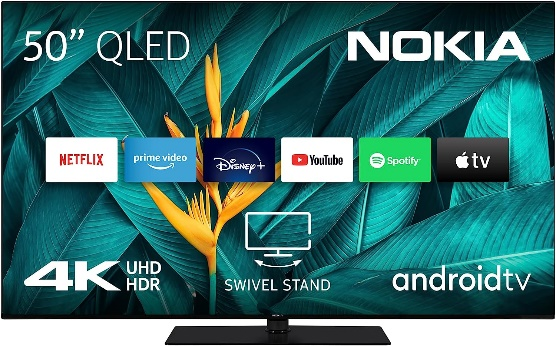 50” QLED
NOKIA
NETFLIX
prime video
Disney+
YouTube
Spotify
tv
4K UHD HDR
SWIVEL STAND
androidtv